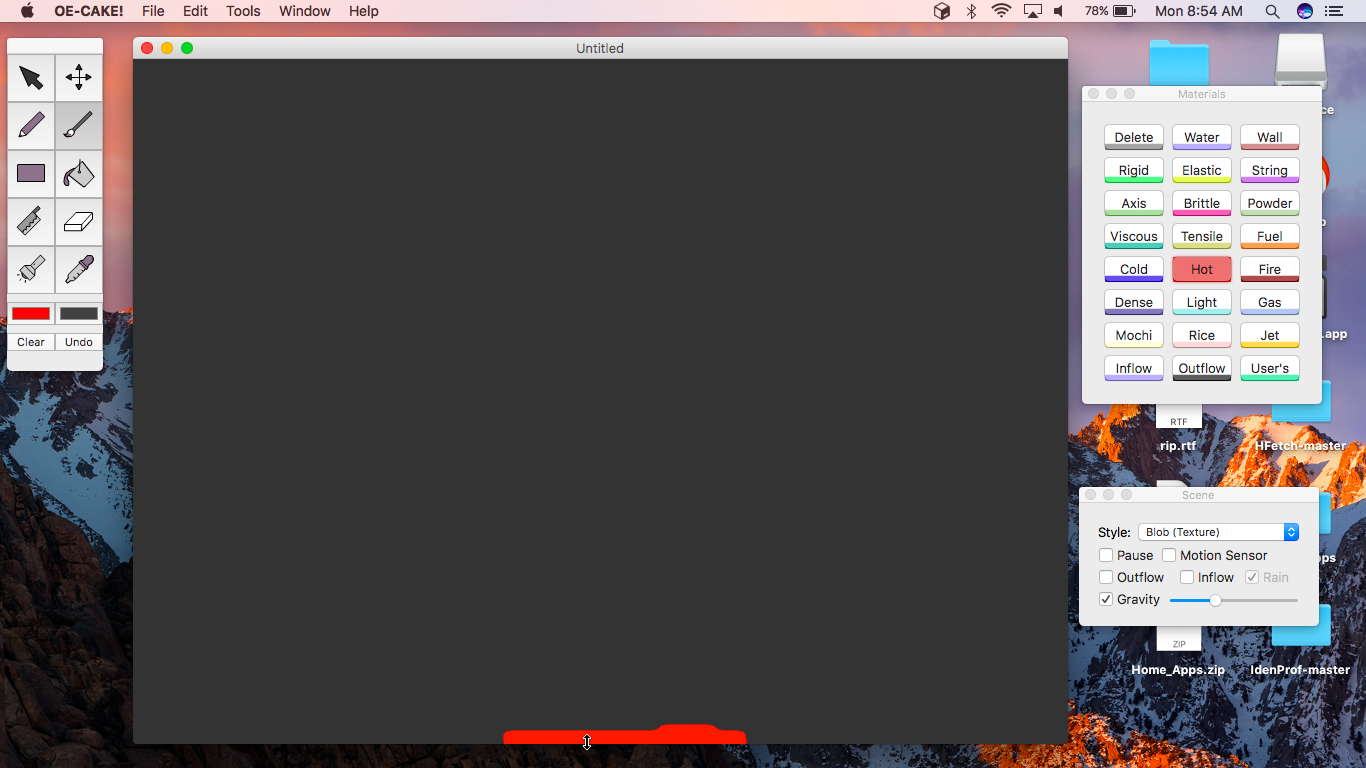 OE-CAKE! File Edit Tools Window Help 78% Mon 8:54 AM
Untitled
Clear Undo
Materials
Delete Water Wall
Rigid Elastic String
Axis Brittle Powder
Viscous Tensile Fuel
Cold Hot Fire
Dense Light Gas
Mochi Rice Jet
Inflow Outflow User's
Scene
Style: Blob (Texture)
Pause Motion Sensor
Outflow Inflow Rain
Gravity
.app
RTF
rip.rtf HFetch-master
ZIP
Home_Apps.zip IdenProf-master